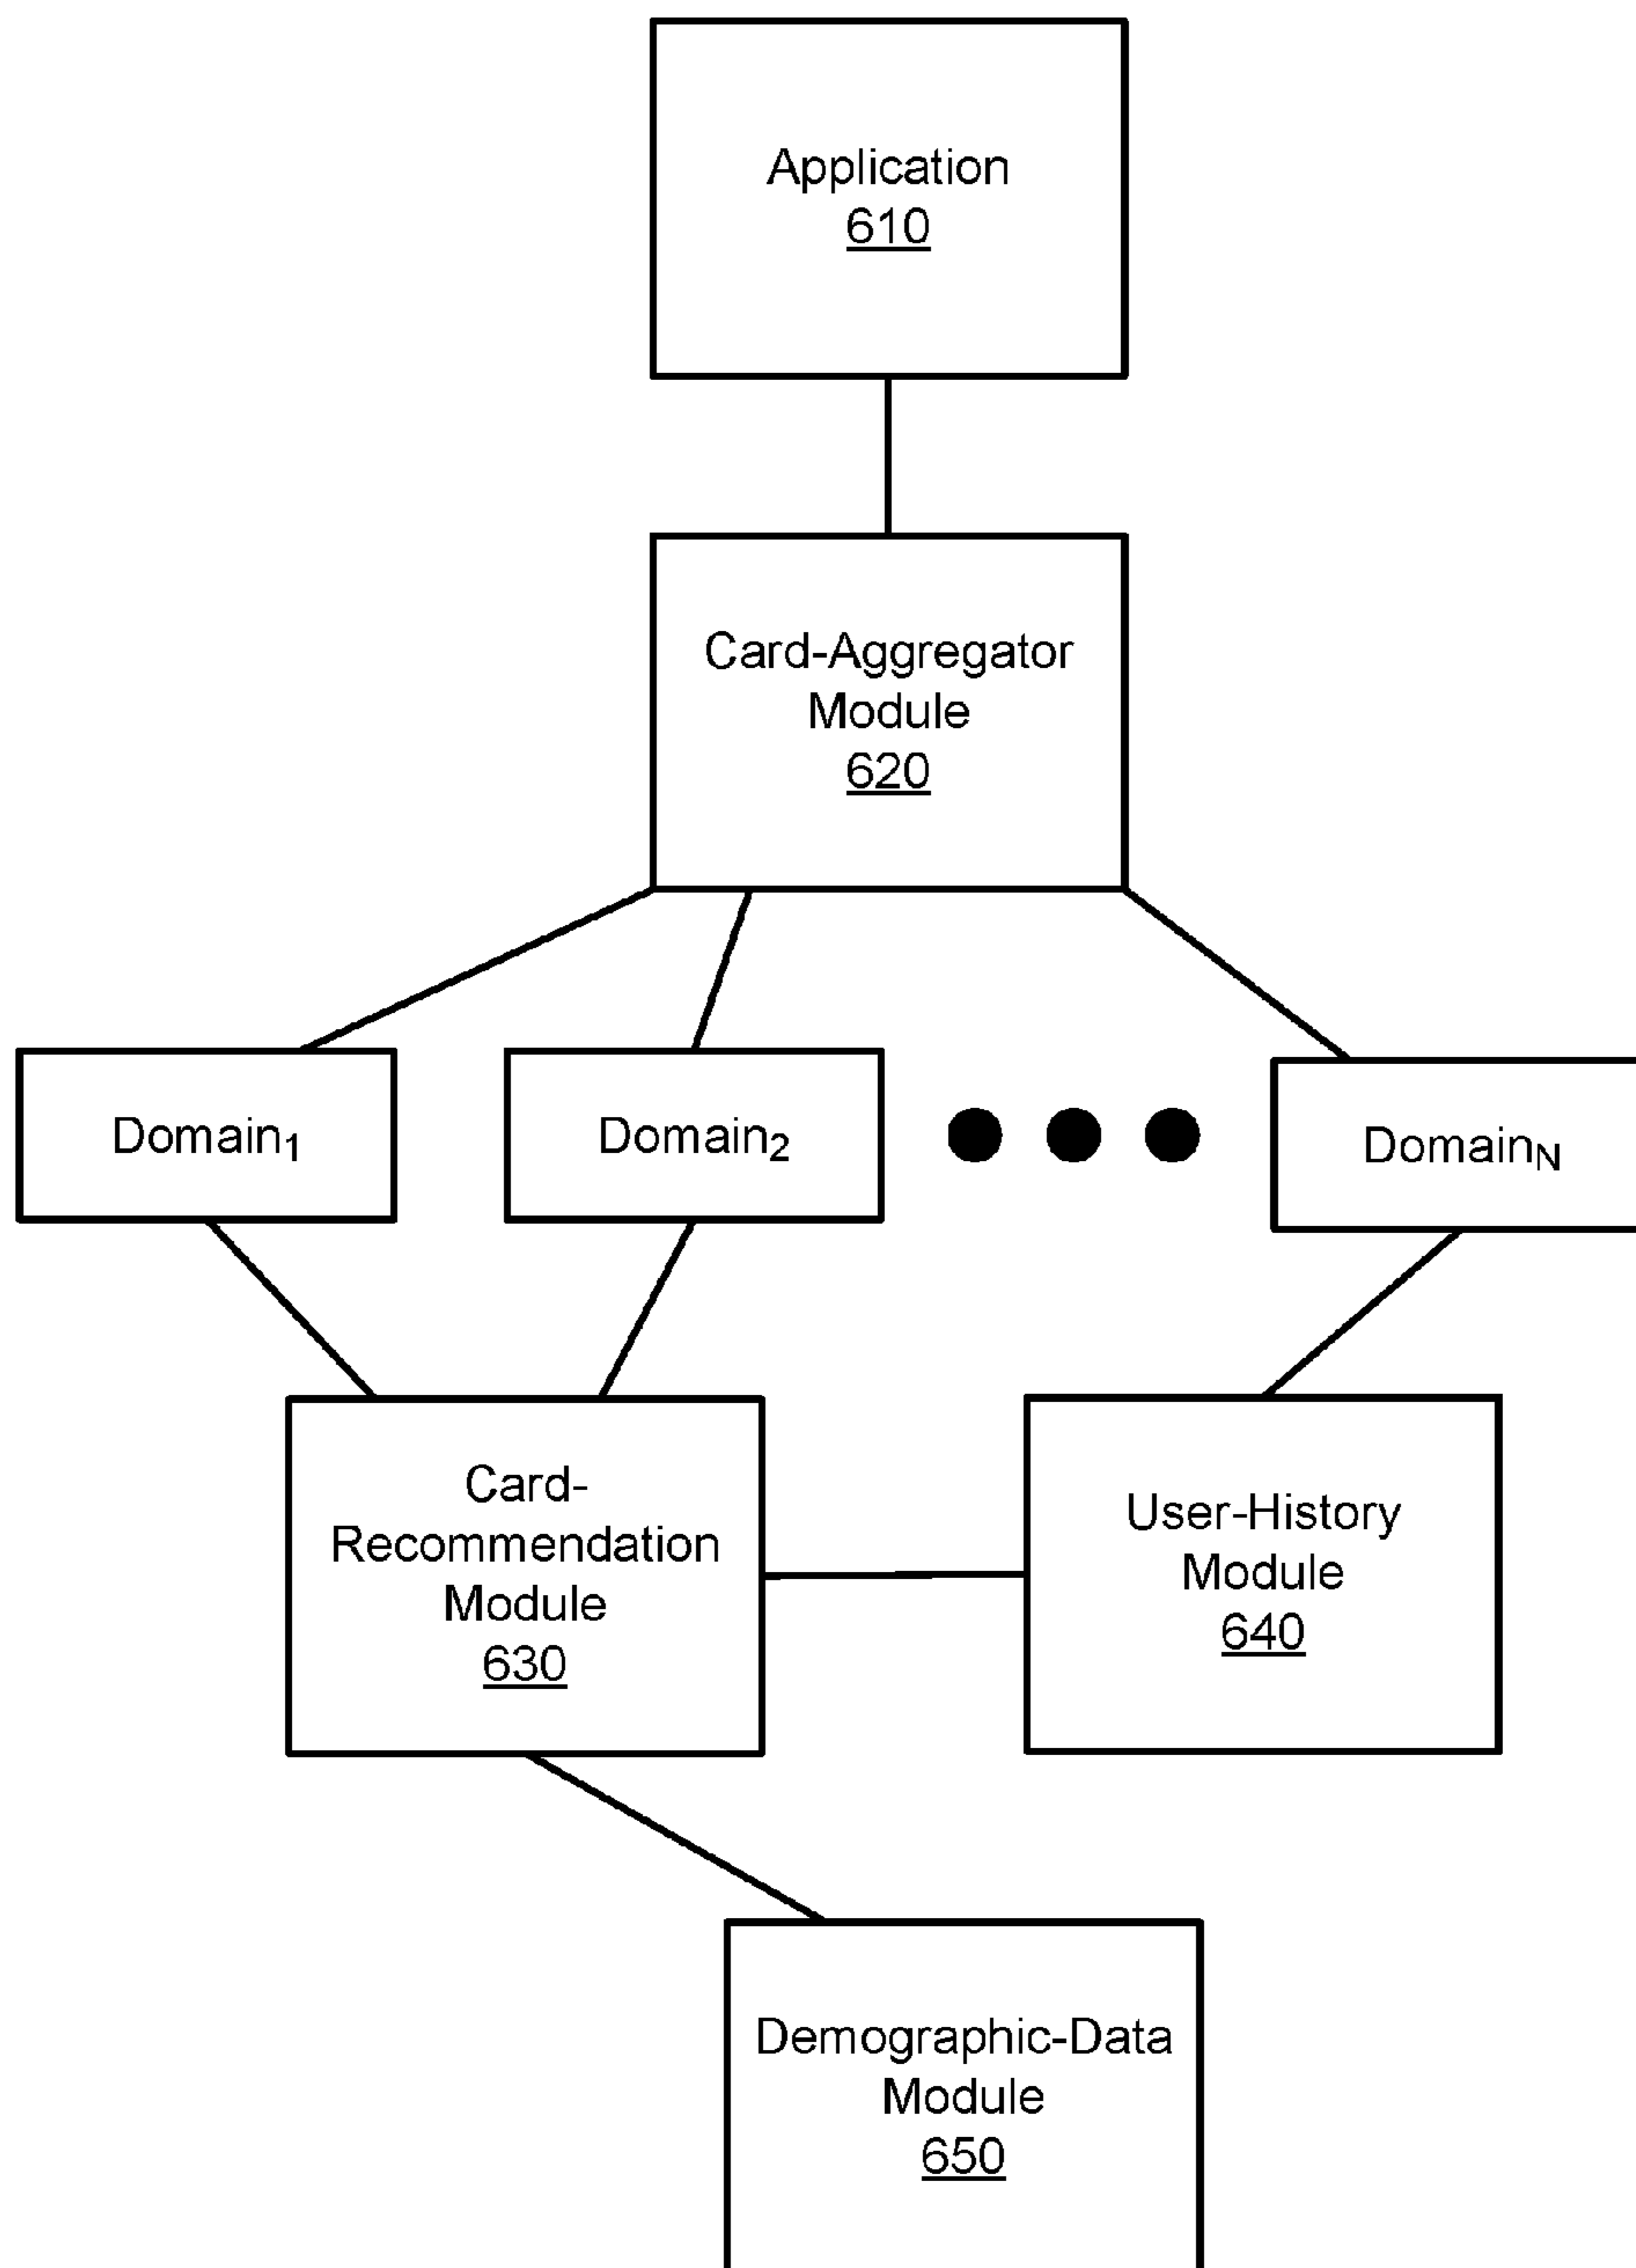 Application
610
Card-Aggregator
Module
620
Domain₁
Domain₂
Domain_N
Card-
Recommendation
Module
630
User-History
Module
640
Demographic-Data
Module
650